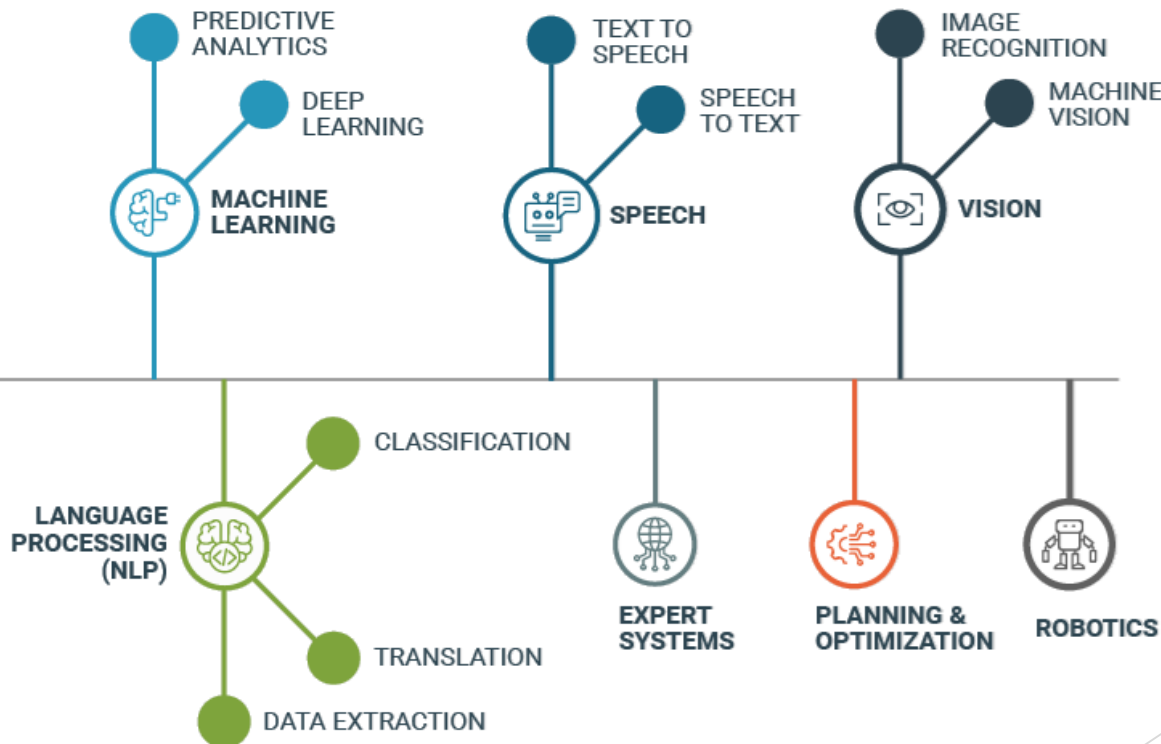 PREDICTIVE
ANALYTICS
DEEP
LEARNING
MACHINE
LEARNING
TEXT TO
SPEECH
SPEECH
TO TEXT
SPEECH
IMAGE
RECOGNITION
MACHINE
VISION
VISION
LANGUAGE
PROCESSING
(NLP)
CLASSIFICATION
TRANSLATION
DATA EXTRACTION
EXPERT
SYSTEMS
PLANNING &
OPTIMIZATION
ROBOTICS